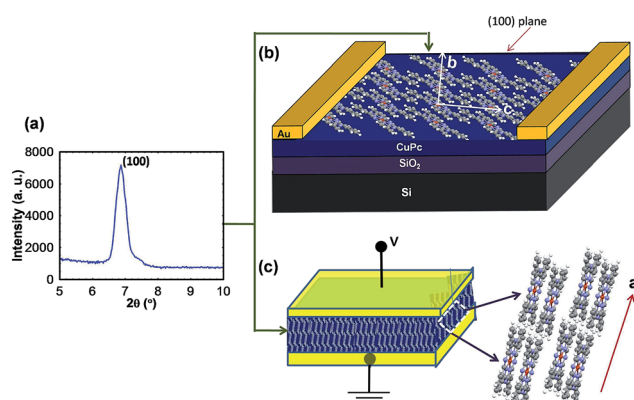 (100) plane
(b)
b
c
(a)
Au
CuPc
SiO₂
Si
8000
6000
4000
2000
0
Intensity (a. u.)
(100)
5 6 7 8 9 10
2θ (°)
V
(c)
a